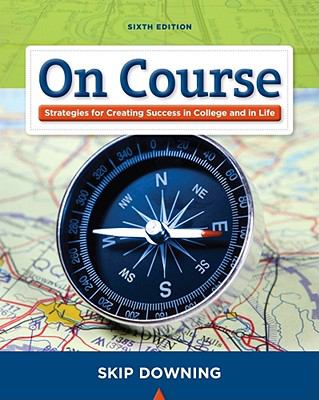 SIXTH EDITION
On Course
Strategies for Creating Success in College and in Life
N
NE
E
SE
S
SW
W
NW
SKIP DOWNING